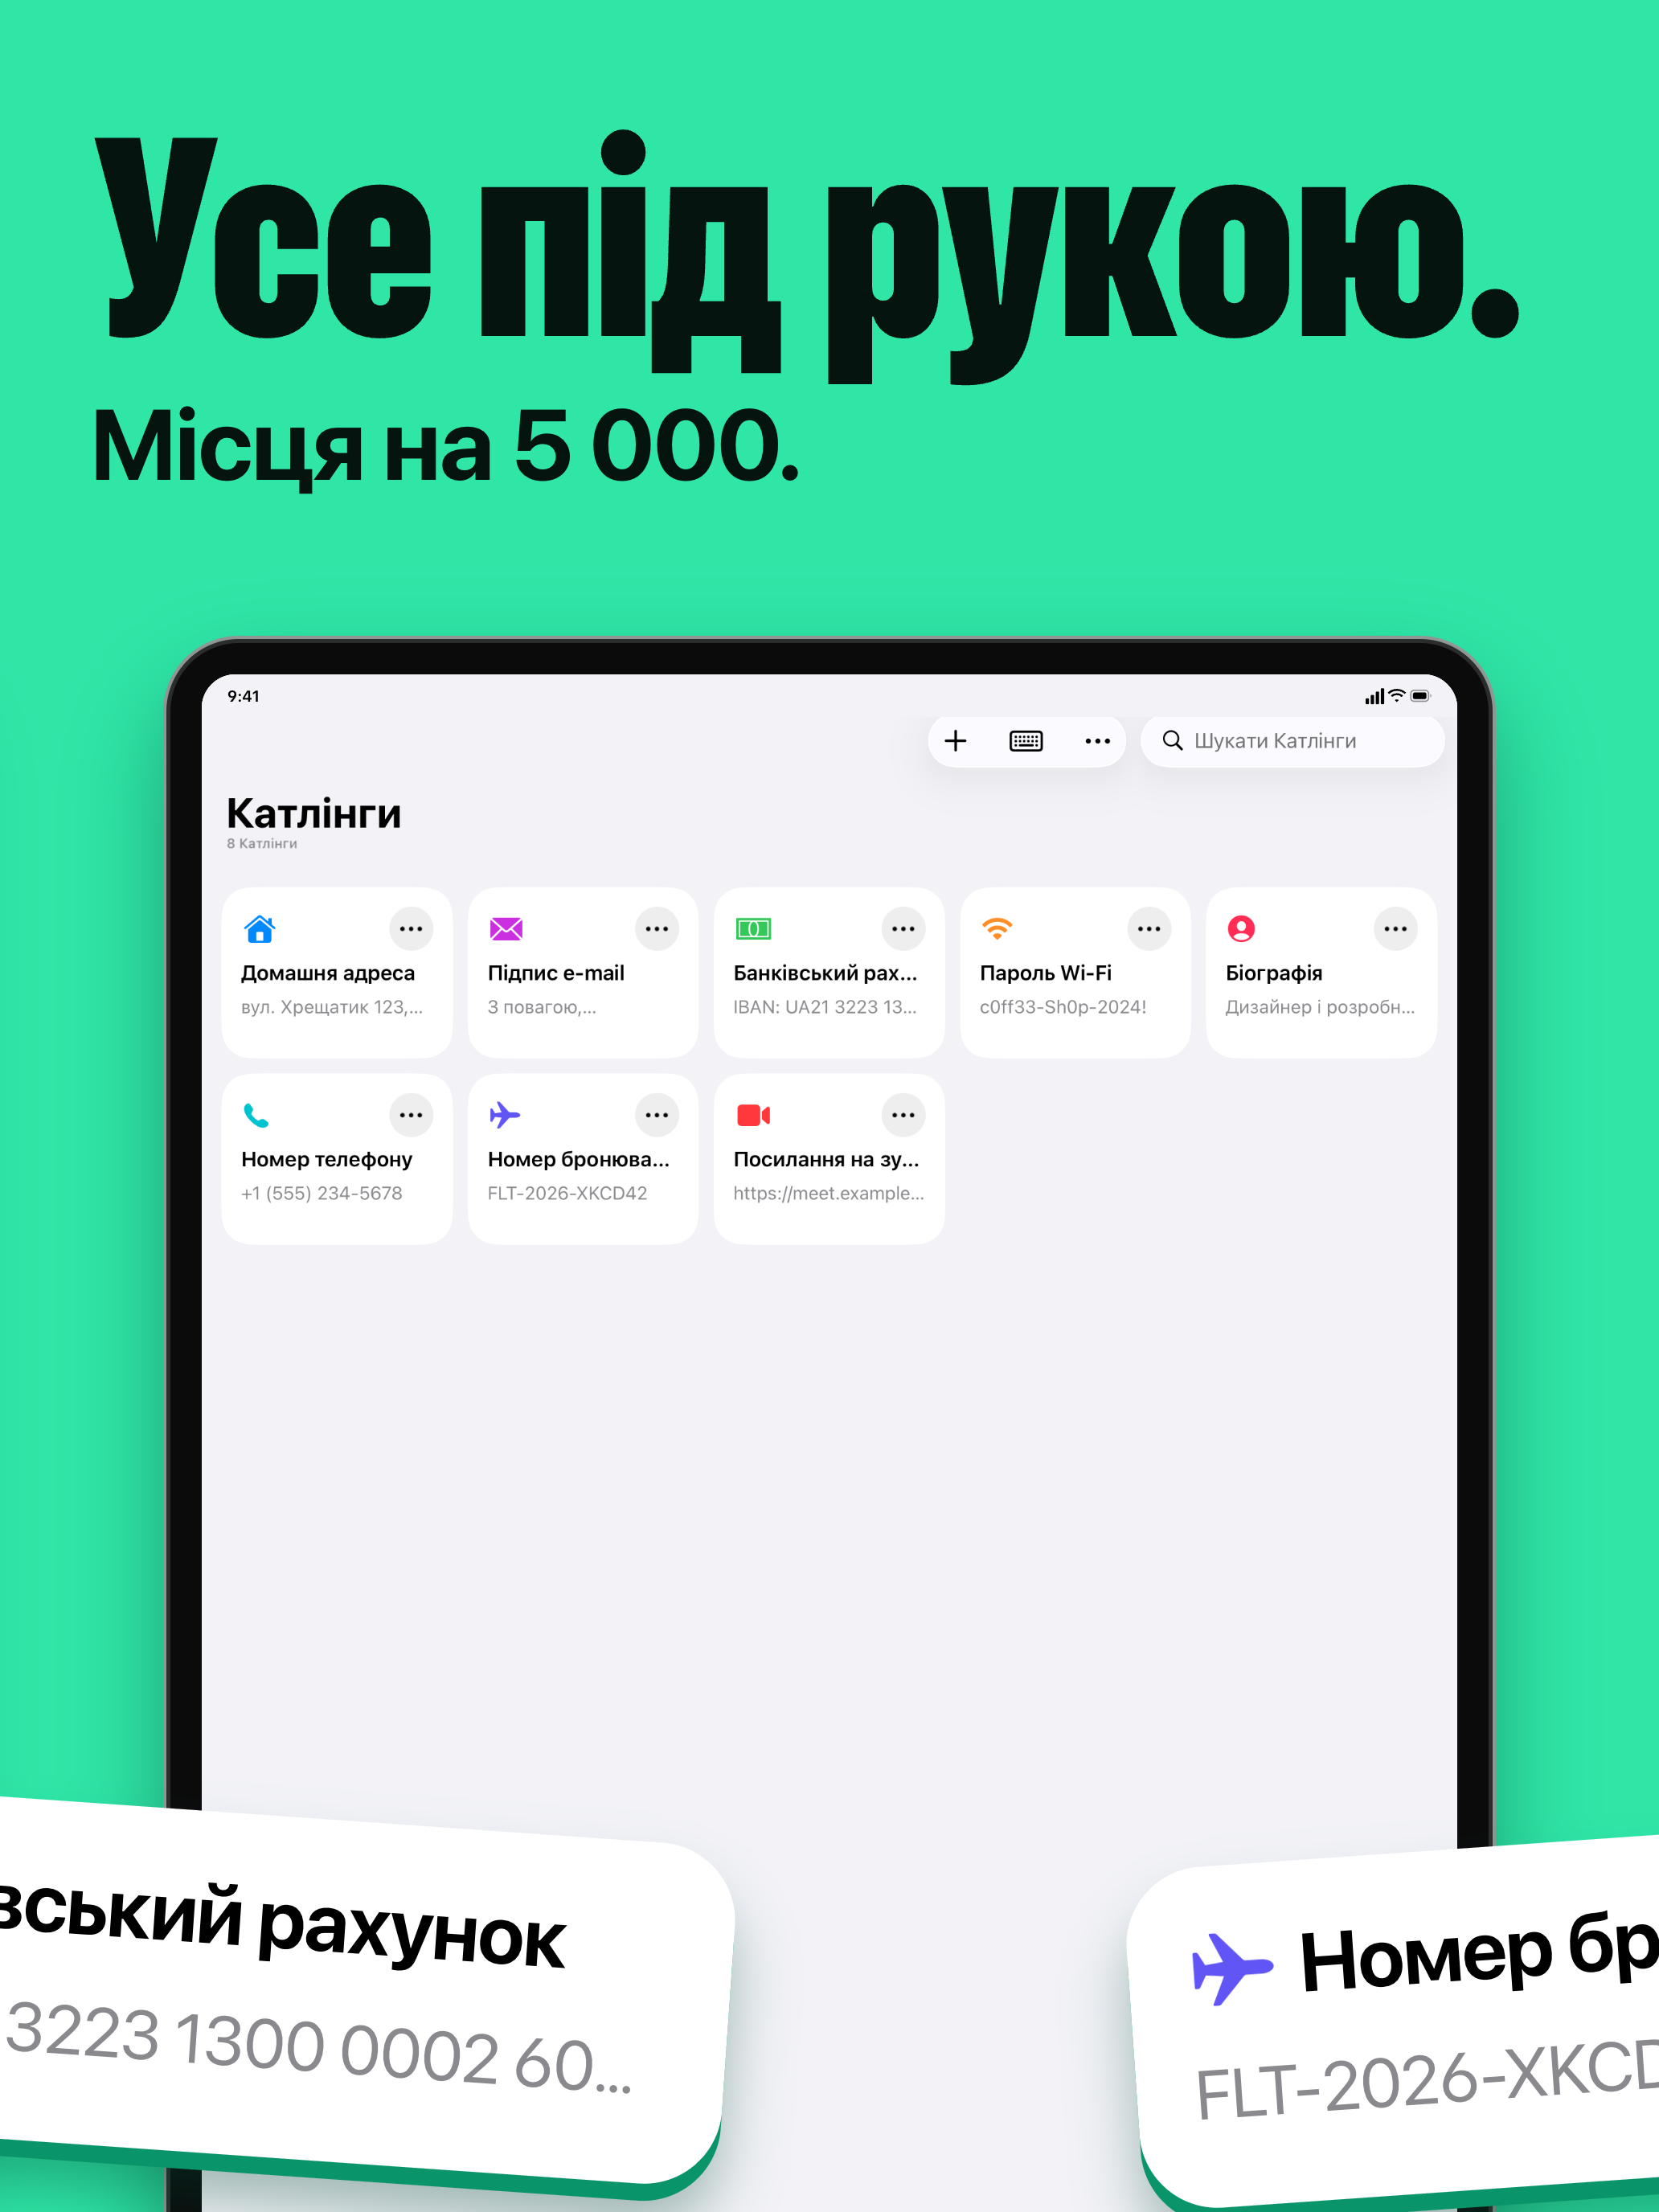 Усе під рукою.
Місця на 5 000.
9:41
Шукати Катлінги
Катлінги
8 Катлінги
Домашня адреса
вул. Хрещатик 123,...
Підпис e-mail
З повагою,...
Банківський рах...
IBAN: UA21 3223 13...
Пароль Wi-Fi
c0ff33-Sh0p-2024!
Біографія
Дизайнер і розробн...
Номер телефону
+1 (555) 234-5678
Номер бронюва...
FLT-2026-XKCD42
Посилання на зу...
https://meet.example...
вський рахунок
3223 1300 0002 60...
Номер бр
FLT-2026-XKCD